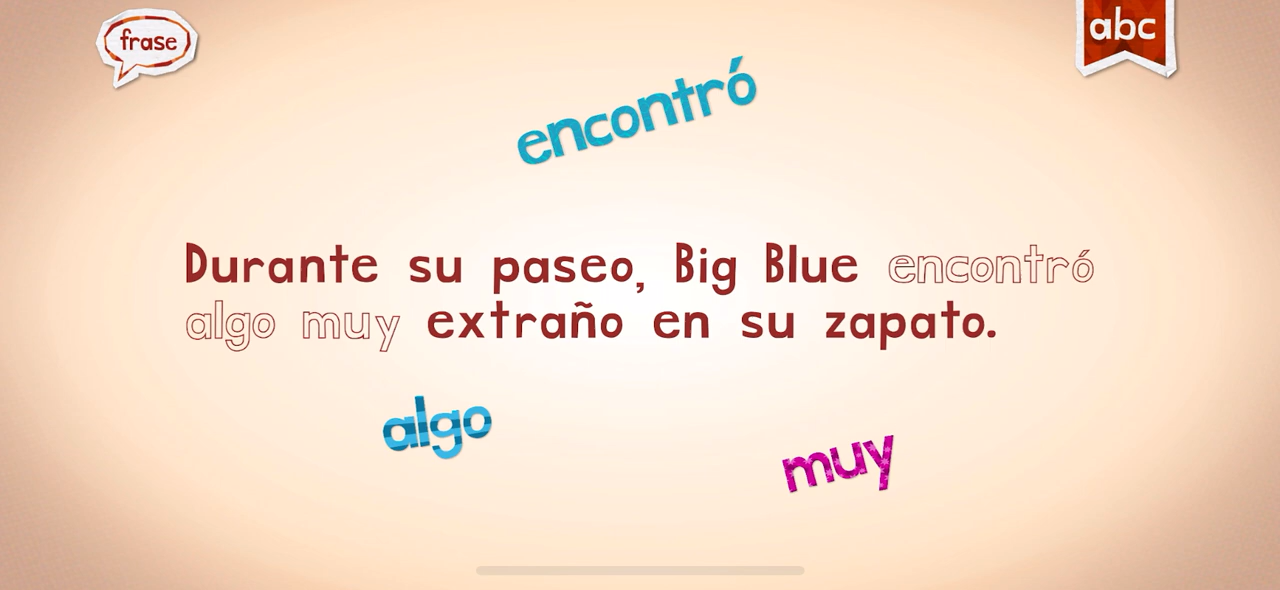 frase
abc
encontró
Durante su paseo, Big Blue encontró
algo muy extraño en su zapato.
algo
muy